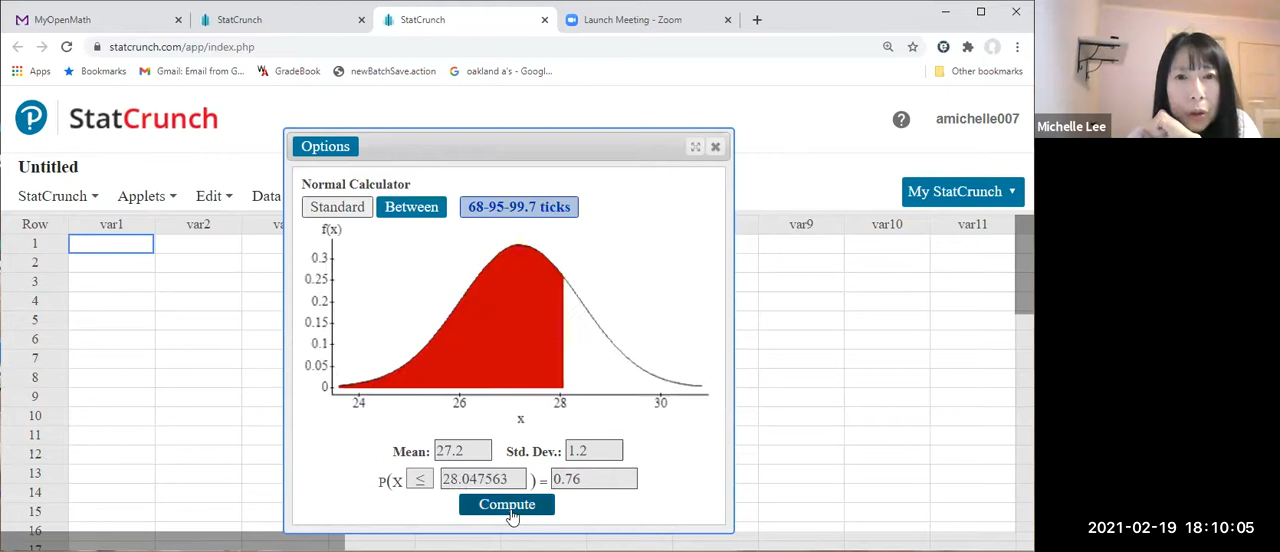 MyOpenMath
StatCrunch
StatCrunch
Launch Meeting - Zoom
statcrunch.com/app/index.php
Apps
Bookmarks
Gmail: Email from G...
GradeBook
newBatchSave.action
oakland a's - Googl...
Other bookmarks
StatCrunch
amichelle007
Untitled
StatCrunch
Applets
Edit
Data
My StatCrunch
Row var1 var2 var9 var10 var11
1
2
3
4
5
6
7
8
9
10
11
12
13
14
15
16
17
Options
Normal Calculator
Standard Between 68-95-99.7 ticks
f(x)
0.3
0.25
0.2
0.15
0.1
0.05
0
24 26 28 30
x
Mean: 27.2 Std. Dev.: 1.2
P(X ≤ 28.047563 ) = 0.76
Compute
Michelle Lee
2021-02-19 18:10:05